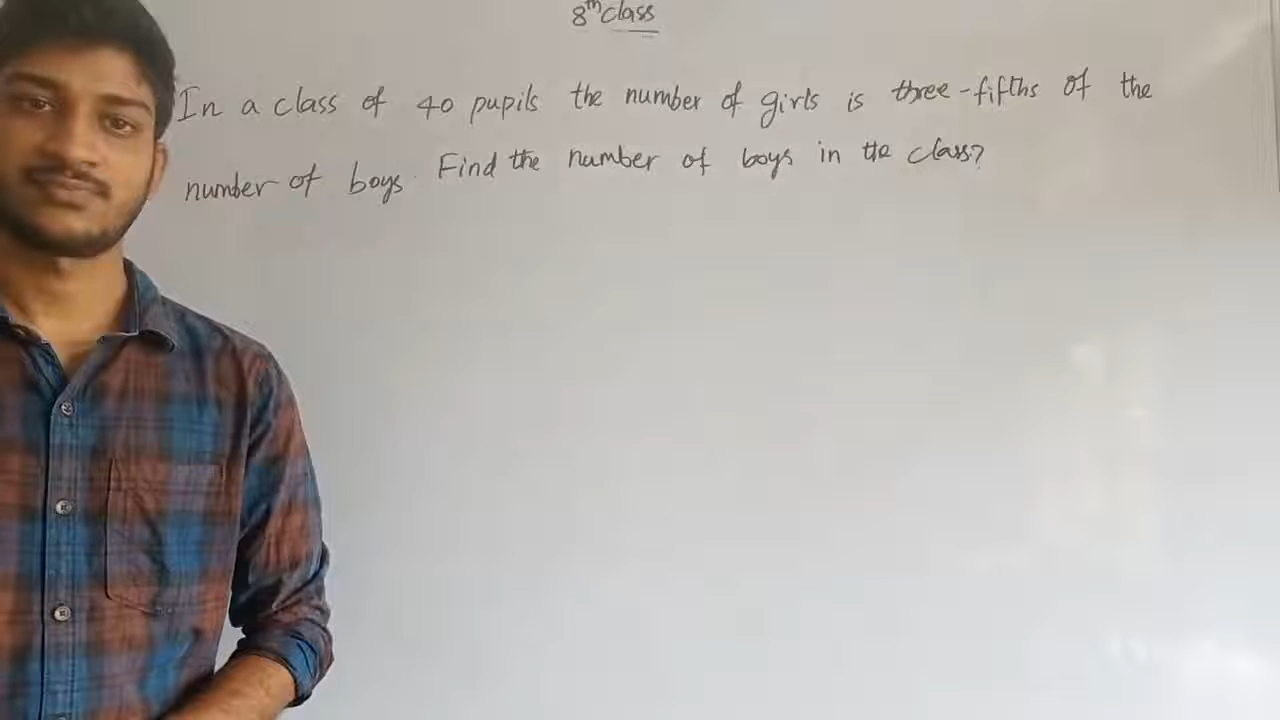 8th class
In a class of 40 pupils the number of girls is three-fifths of the
number of boys. Find the number of boys in the class?